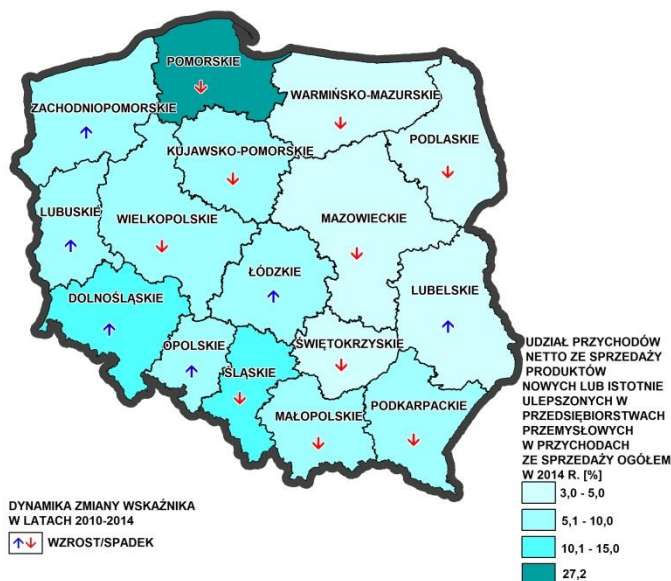 POMORSKIE
WARMIŃSKO-MAZURSKIE
ZACHODNIOPOMORSKIE
PODLASKIE
KUJAWSKO-POMORSKIE
LUBUSKIE
WIELKOPOLSKIE
MAZOWIECKIE
ŁÓDZKIE
DOLNOŚLĄSKIE
LUBELSKIE
OPOLSKIE
ŚWIĘTOKRZYSKIE
ŚLĄSKIE
PODKARPACKIE
MAŁOPOLSKIE
UDZIAŁ PRZYCHODÓW
NETTO ZE SPRZEDAŻY
PRODUKTÓW
NOWYCH LUB ISTOTNIE
ULEPSZONYCH W
PRZEDSIĘBIORSTWACH
PRZEMYSŁOWYCH
W PRZYCHODACH
ZE SPRZEDAŻY OGÓŁEM
W 2014 R. [%]
3,0 - 5,0
5,1 - 10,0
10,1 - 15,0
27,2
DYNAMIKA ZMIANY WSKAŹNIKA
W LATACH 2010-2014
WZROST/SPADEK